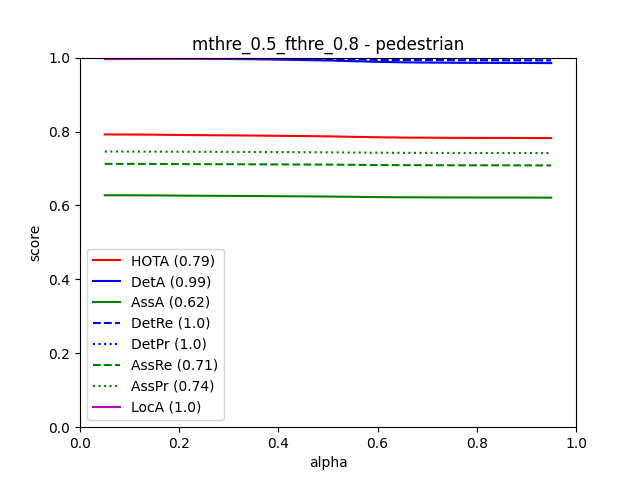 mthre_0.5_fthre_0.8 - pedestrian
1.0
0.8
0.6
0.4
0.2
0.0
score
HOTA (0.79)
DetA (0.99)
AssA (0.62)
DetRe (1.0)
DetPr (1.0)
AssRe (0.71)
AssPr (0.74)
LocA (1.0)
0.0 0.2 0.4 0.6 0.8 1.0
alpha